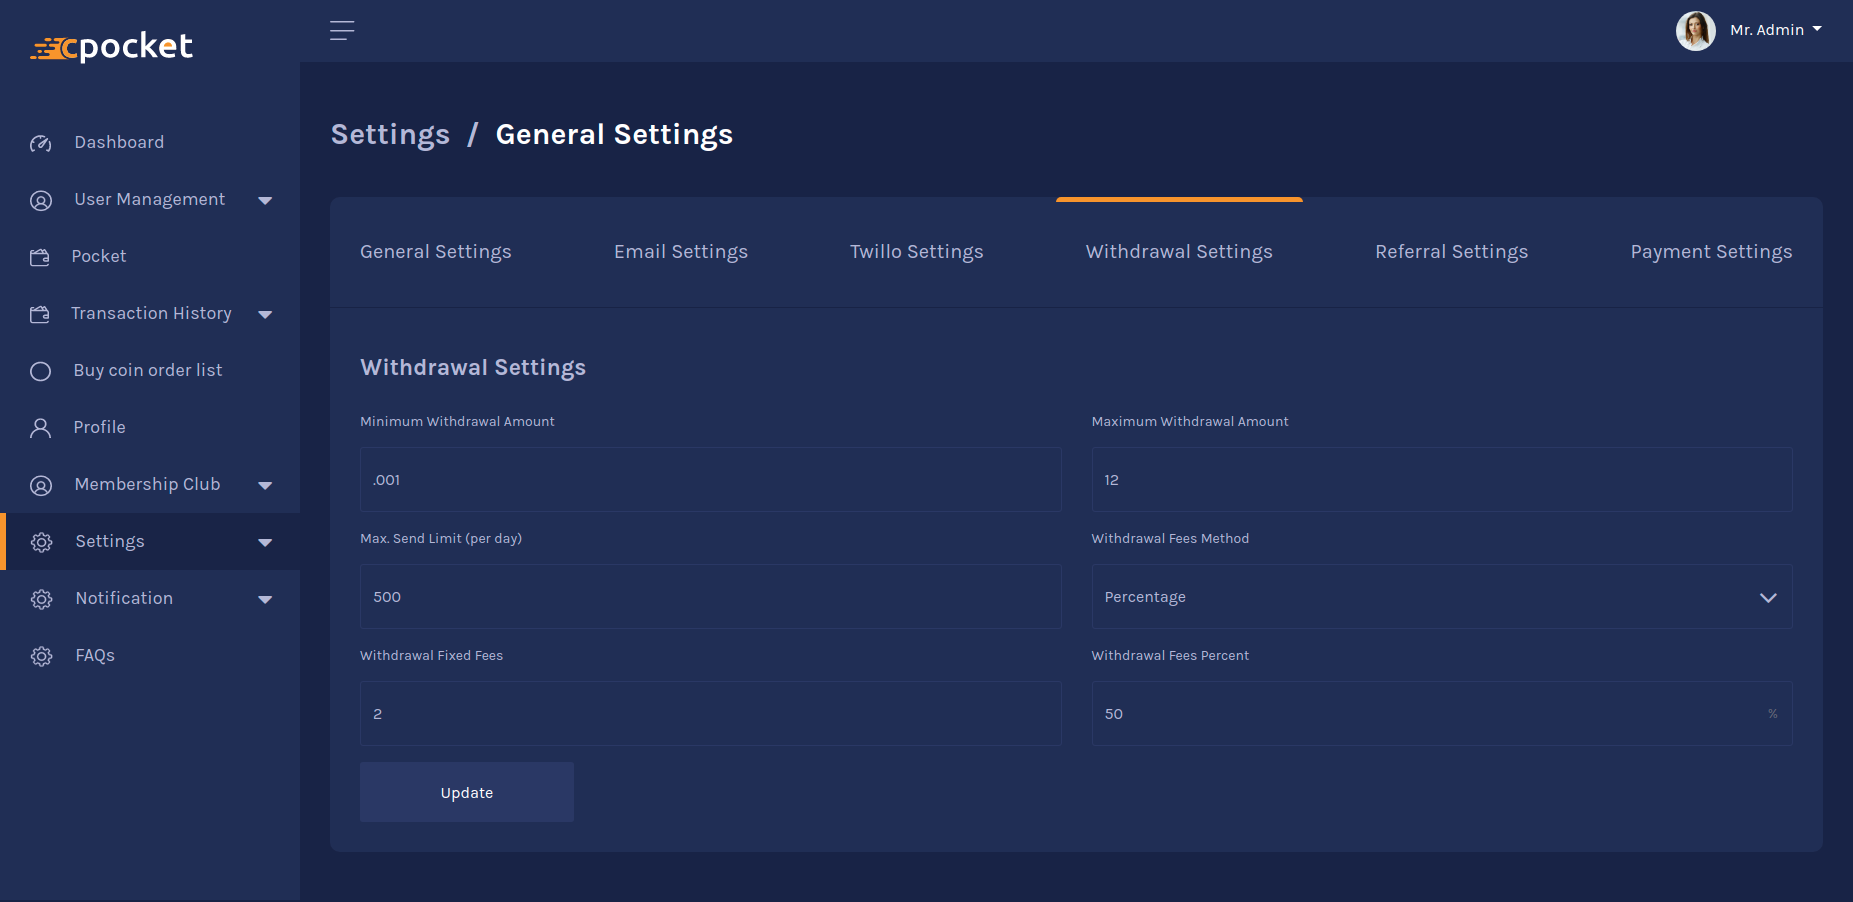 cpocket
Mr. Admin
Dashboard
User Management
Pocket
Transaction History
Buy coin order list
Profile
Membership Club
Settings
Notification
FAQs
Settings / General Settings
General Settings Email Settings Twillo Settings Withdrawal Settings Referral Settings Payment Settings
Withdrawal Settings
Minimum Withdrawal Amount Maximum Withdrawal Amount
.001 12
Max. Send Limit (per day) Withdrawal Fees Method
500 Percentage
Withdrawal Fixed Fees Withdrawal Fees Percent
2 50 %
Update